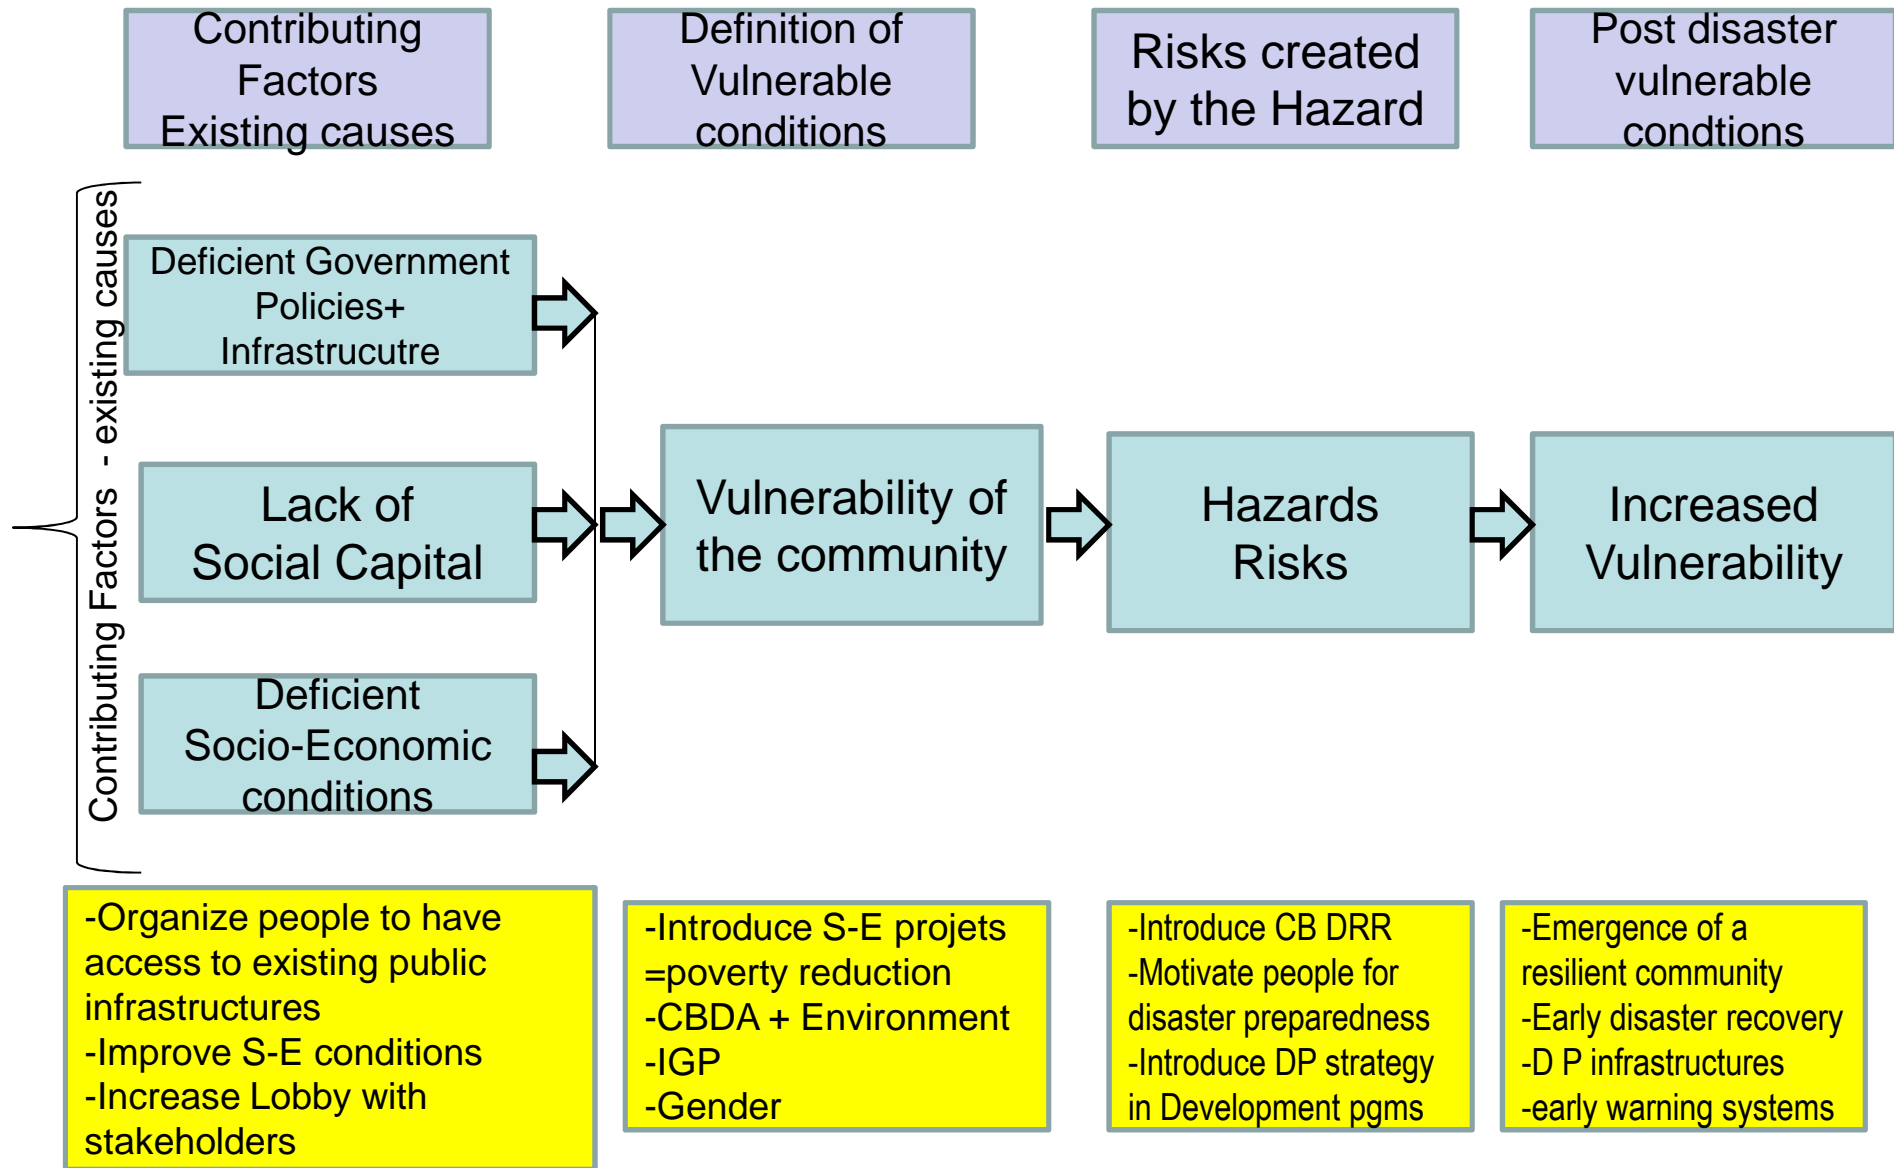 Contributing
Factors
Existing causes
Definition of
Vulnerable
conditions
Risks created
by the Hazard
Post disaster
vulnerable
condtions
Contributing Factors - existing causes
Deficient Government
Policies+
Infrastrucutre
Lack of
Social Capital
Deficient
Socio-Economic
conditions
Vulnerability of
the community
Hazards
Risks
Increased
Vulnerability
-Organize people to have
access to existing public
infrastructures
-Improve S-E conditions
-Increase Lobby with
stakeholders
-Introduce S-E projets
=poverty reduction
-CBDA + Environment
-IGP
-Gender
-Introduce CB DRR
-Motivate people for
disaster preparedness
-Introduce DP strategy
in Development pgms
-Emergence of a
resilient community
-Early disaster recovery
-D P infrastructures
-early warning systems